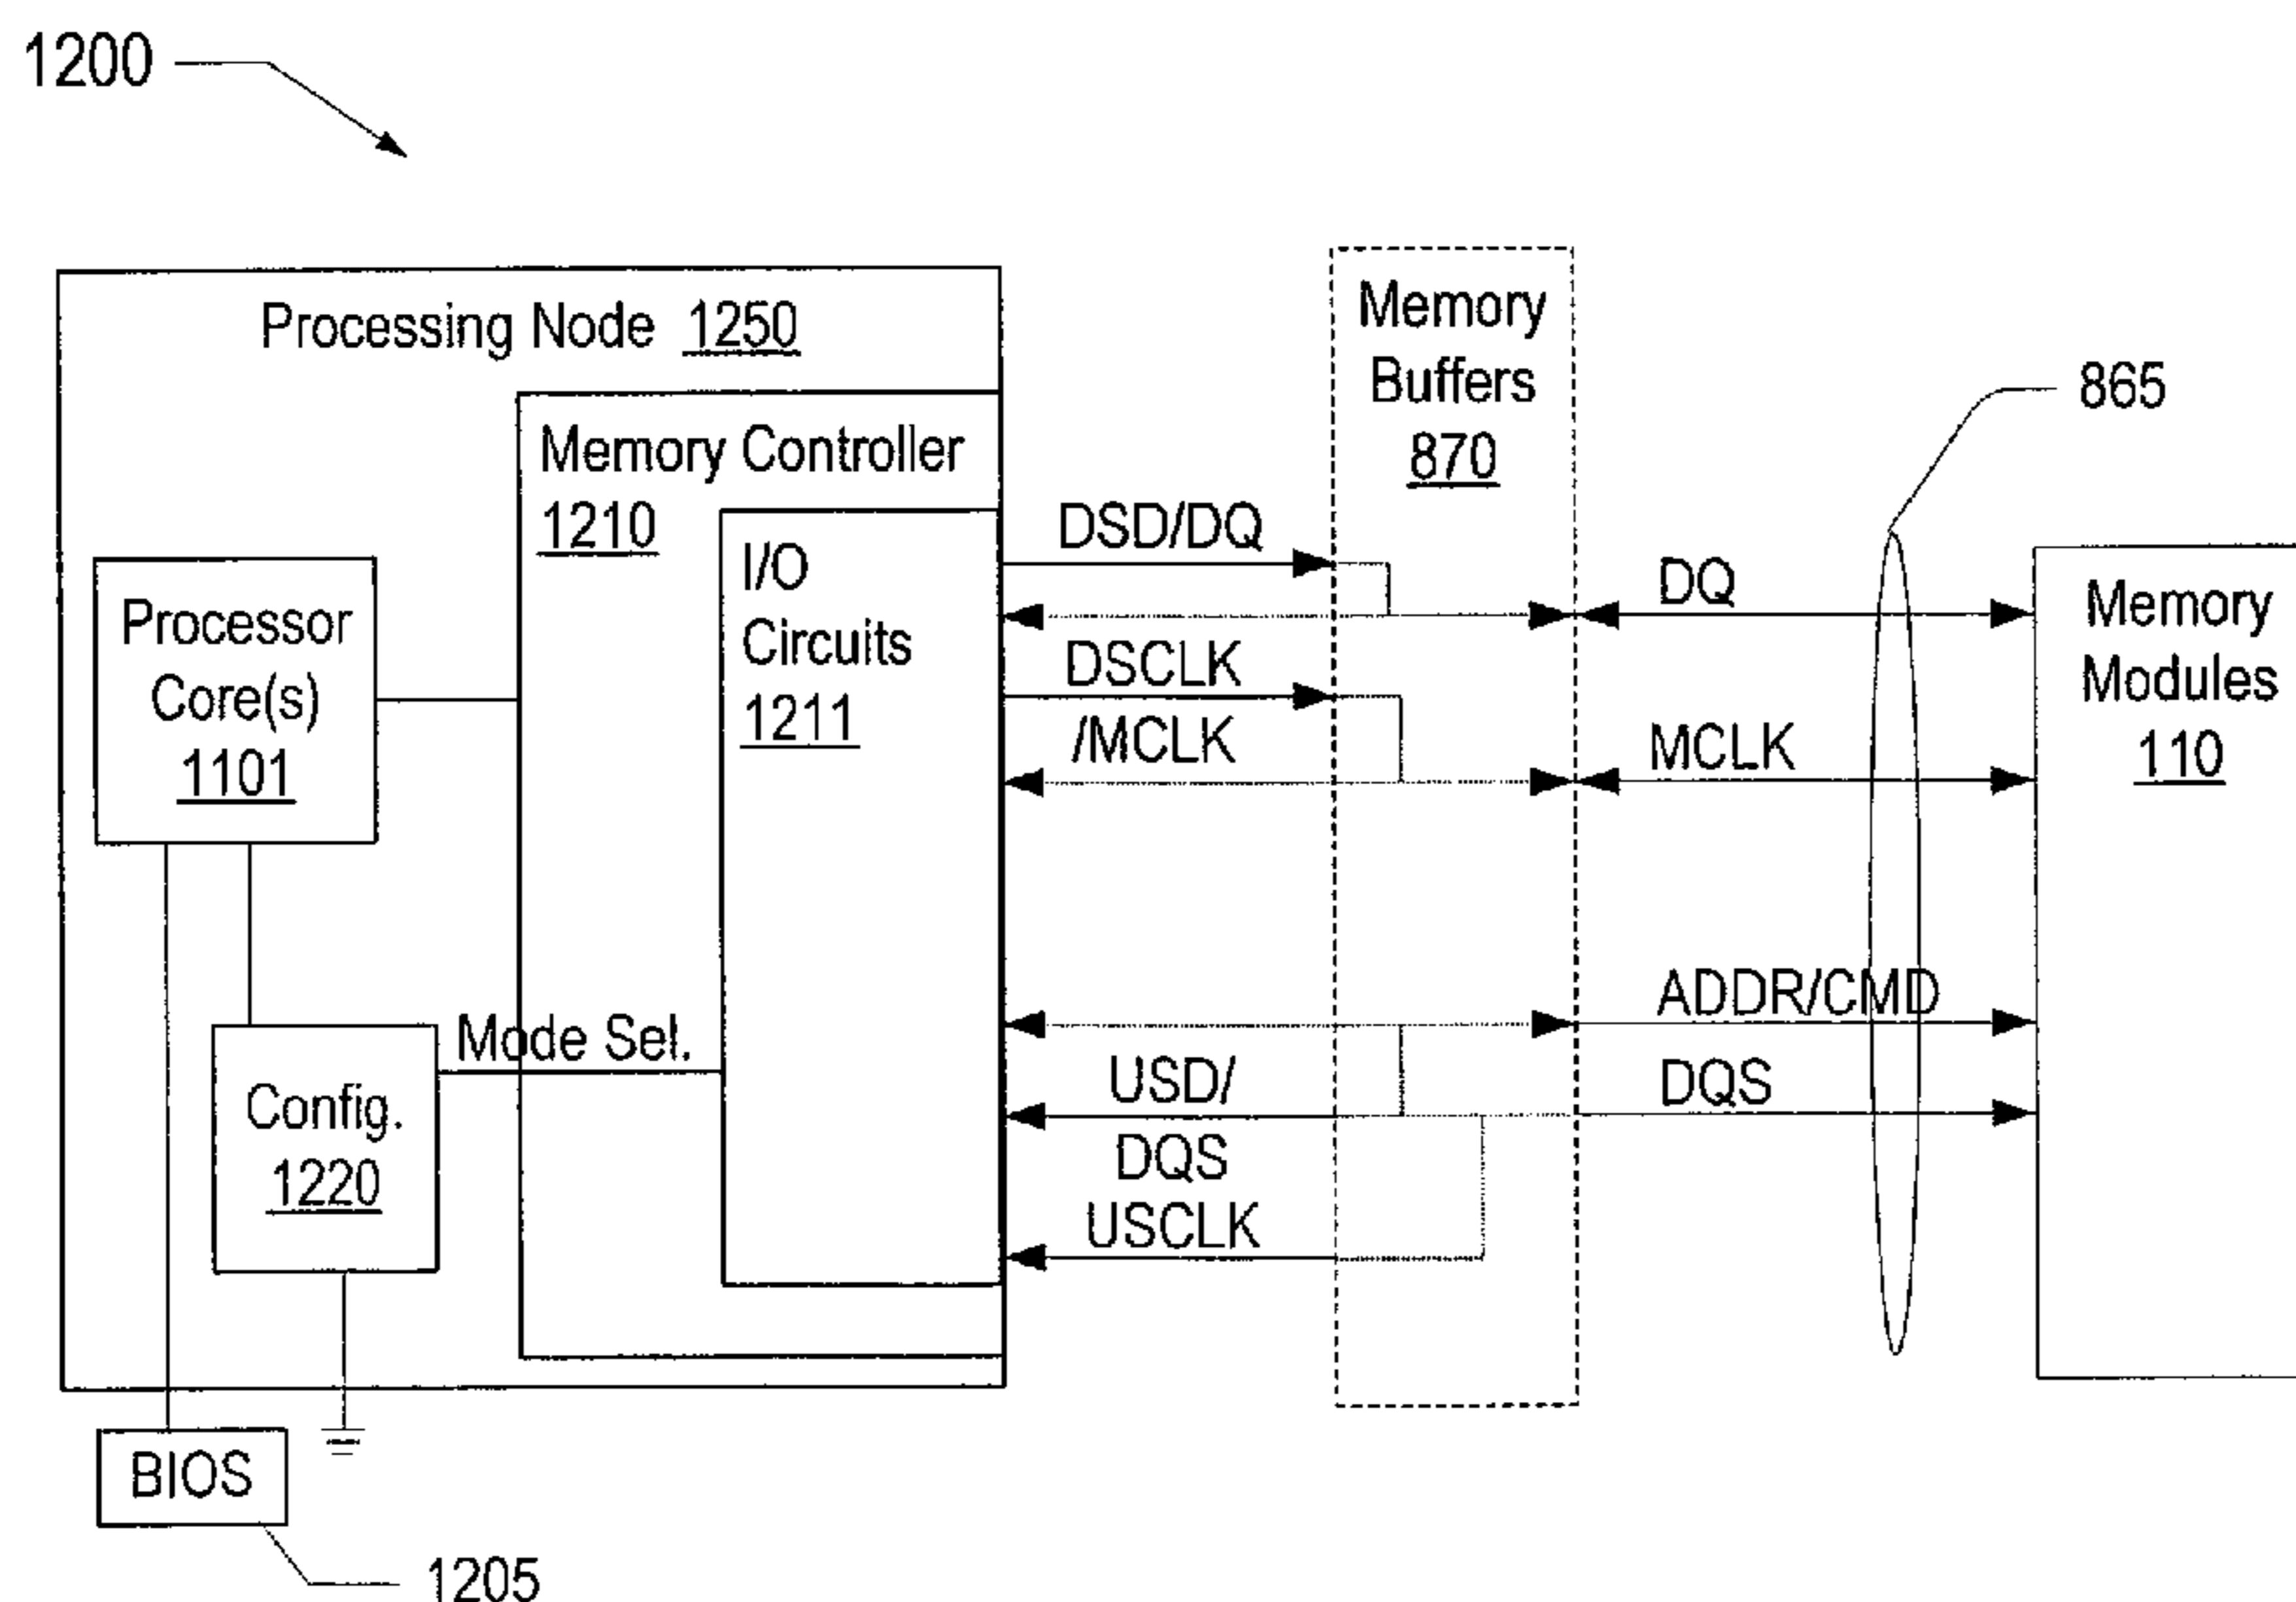 1200
Processing Node 1250
Memory Controller
1210
I/O
Circuits
1211
Processor
Core(s)
1101
Mode Sel.
Config.
1220
BIOS
1205
DSD/DQ
DSCLK
/MCLK
USD/
DQS
USCLK
Memory
Buffers
870
DQ
MCLK
ADDR/CMD
DQS
865
Memory
Modules
110